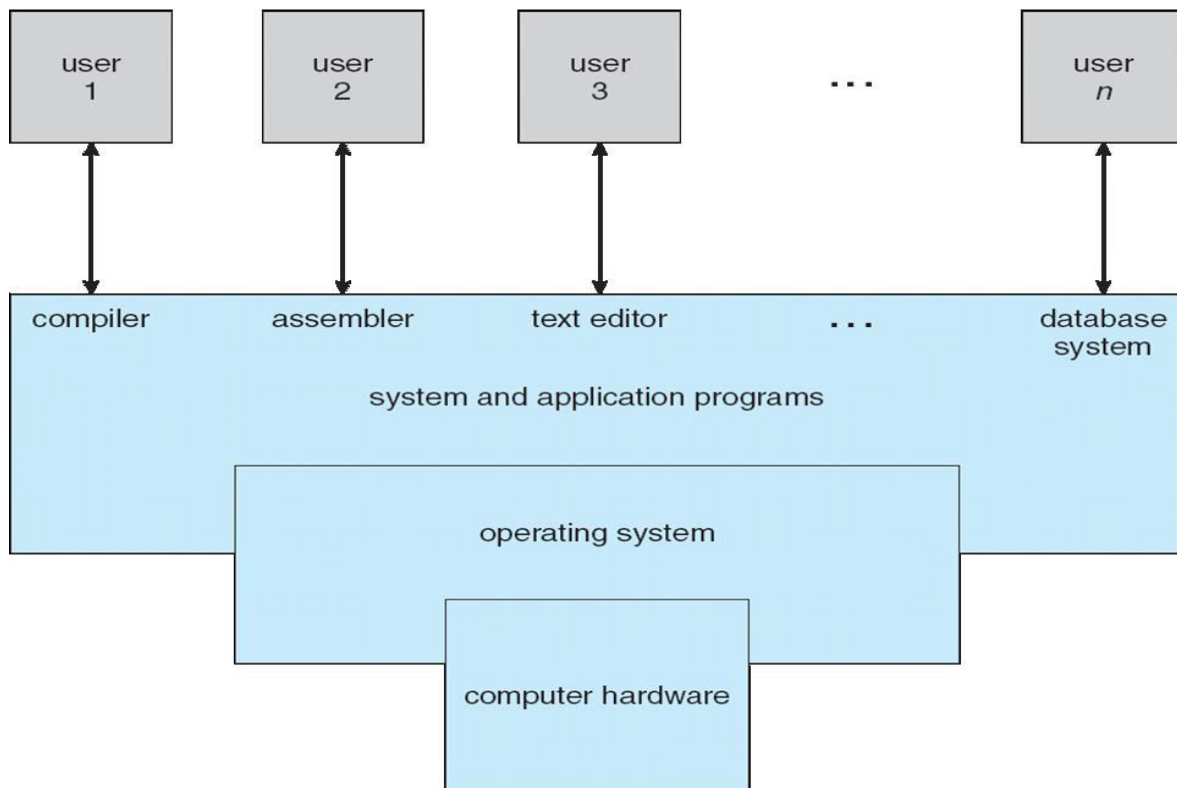 user
1
user
2
user
3
...
user
n
compiler
assembler
text editor
...
database
system
system and application programs
operating system
computer hardware